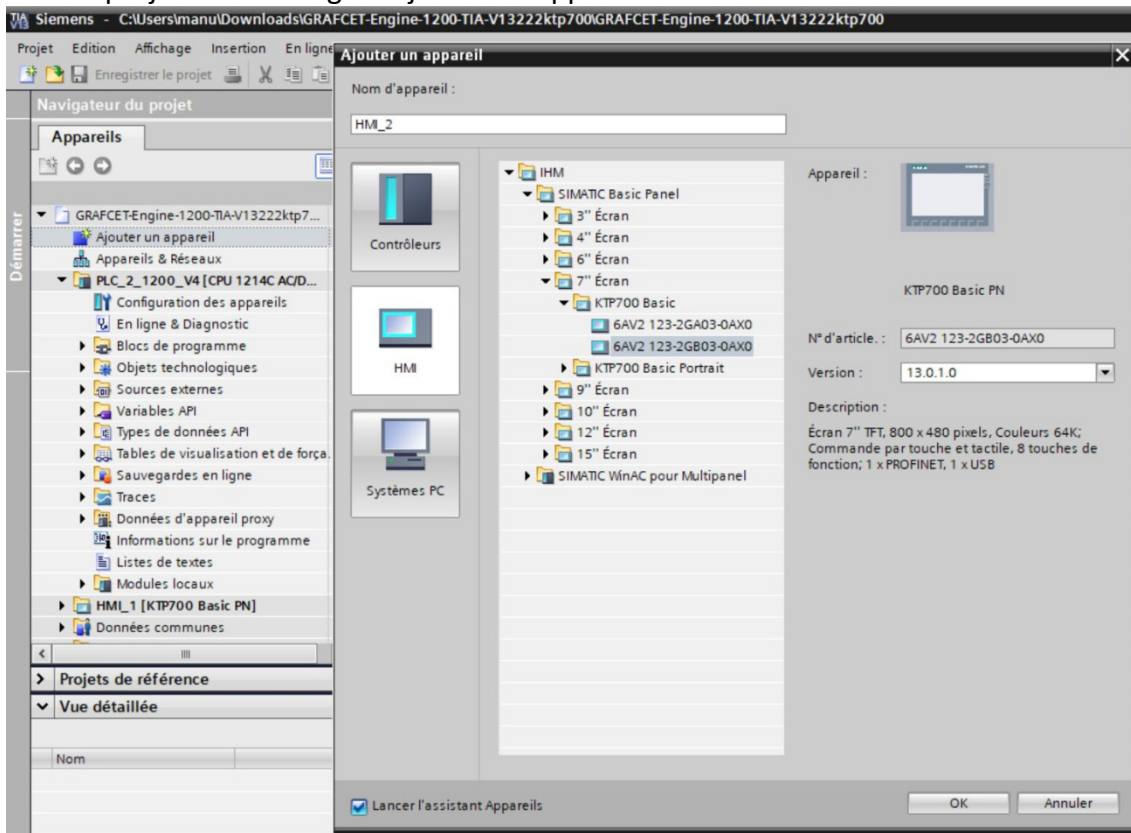 Siemens - C:\Users\manu\Downloads\GRAFCET-Engine-1200-TIA-V13222ktp700\GRAFCET-Engine-1200-TIA-V13222ktp700
Projet Edition Affichage Insertion En ligne
Enregistrer le projet
Navigateur du projet
Appareils
Démarrer
GRAFCET-Engine-1200-TIA-V13222ktp7...
Ajouter un appareil
Appareils & Réseaux
PLC_2_1200_V4 [CPU 1214C AC/D...
Configuration des appareils
En ligne & Diagnostic
Blocs de programme
Objets technologiques
Sources externes
Variables API
Types de données API
Tables de visualisation et de força.
Sauvegardes en ligne
Traces
Données d'appareil proxy
Informations sur le programme
Listes de textes
Modules locaux
HMI_1 [KTP700 Basic PN]
Données communes
Projets de référence
Vue détaillée
Nom
Ajouter un appareil
Nom d'appareil :
HMI_2
Contrôleurs
HMI
Systèmes PC
IHM
SIMATIC Basic Panel
3'' Écran
4'' Écran
6'' Écran
7'' Écran
KTP700 Basic
6AV2 123-2GA03-0AX0
6AV2 123-2GB03-0AX0
KTP700 Basic Portrait
9'' Écran
10'' Écran
12'' Écran
15'' Écran
SIMATIC WinAC pour Multipanel
Appareil :
KTP700 Basic PN
N° d'article. : 6AV2 123-2GB03-0AX0
Version : 13.0.1.0
Description :
Écran 7'' TFT, 800 x 480 pixels, Couleurs 64K;
Commande par touche et tactile, 8 touches de
fonction; 1 x PROFINET, 1 x USB
Lancer l'assistant Appareils
OK Annuler